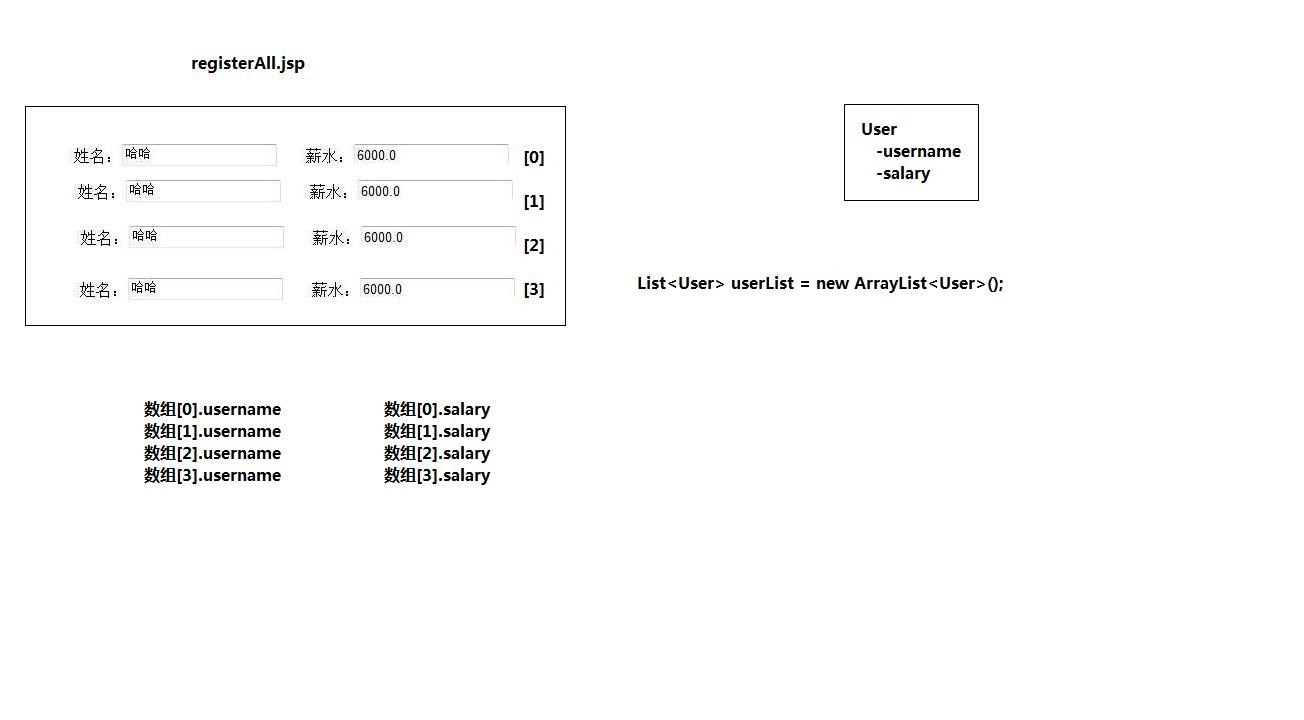 registerAll.jsp
姓名： 哈哈 薪水： 6000.0 [0]
姓名： 哈哈 薪水： 6000.0 [1]
姓名： 哈哈 薪水： 6000.0 [2]
姓名： 哈哈 薪水： 6000.0 [3]
User
-username
-salary
List<User> userList = new ArrayList<User>();
数组[0].username 数组[0].salary
数组[1].username 数组[1].salary
数组[2].username 数组[2].salary
数组[3].username 数组[3].salary